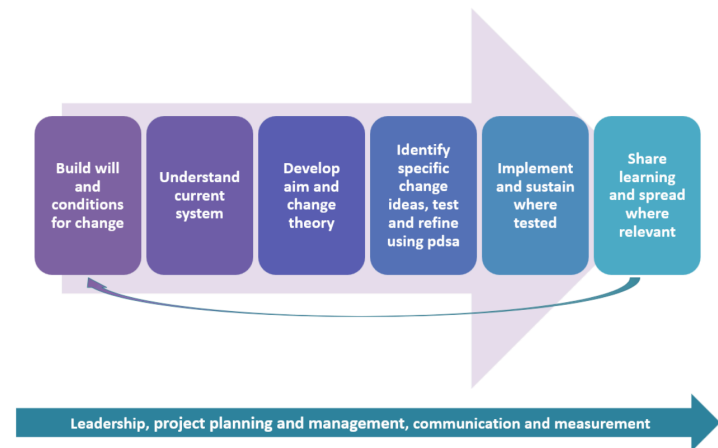 Build will
and
conditions
for change
Understand
current
system
Develop
aim and
change
theory
Identify
specific
change
ideas, test
and refine
using pdsa
Implement
and sustain
where
tested
Share
learning
and spread
where
relevant
Leadership, project planning and management, communication and measurement